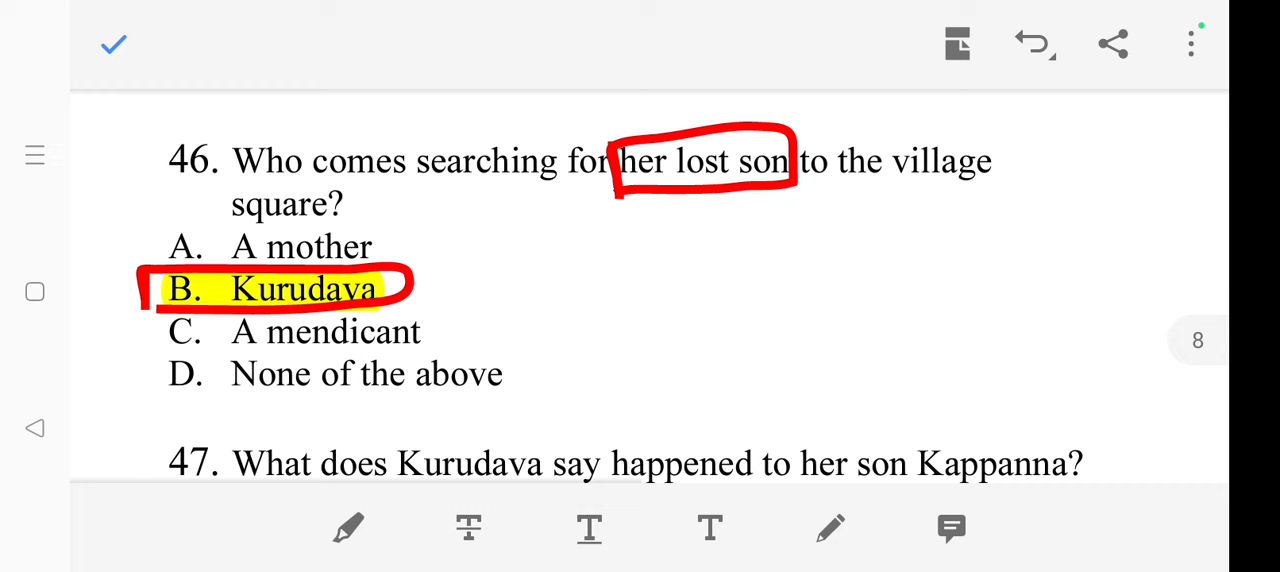 46. Who comes searching for her lost son to the village
square?
A. A mother
B. Kurudava
C. A mendicant
D. None of the above
8
47. What does Kurudava say happened to her son Kappanna?